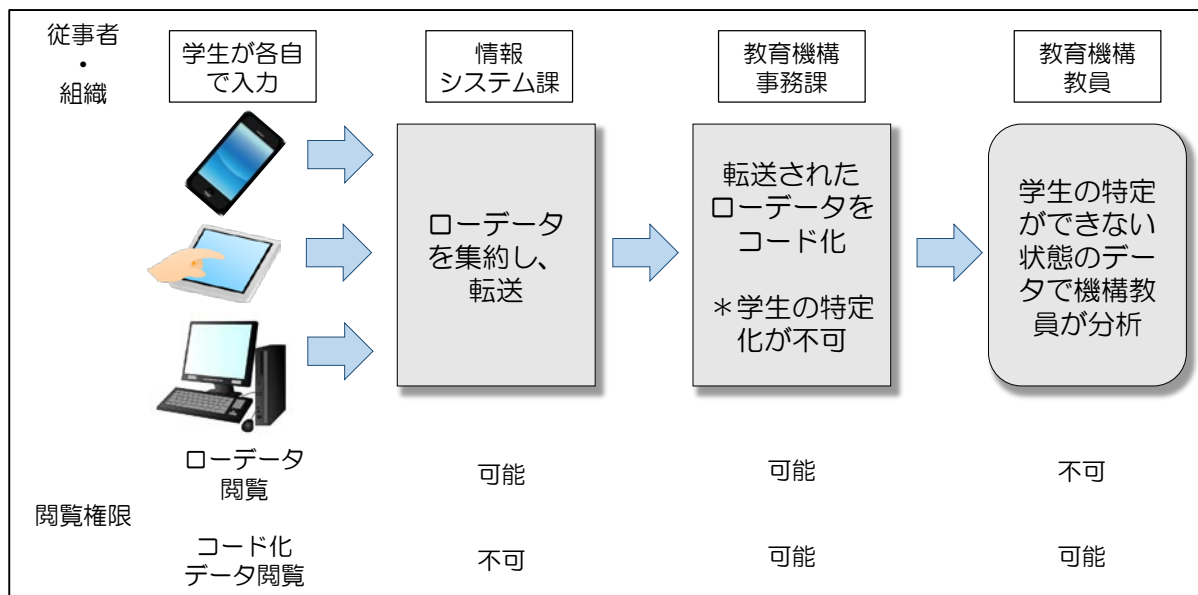 従事者
・
組織
学生が各自
で入力
情報
システム課
教育機構
事務課
教育機構
教員
ローデータ
を集約し、
転送
転送された
ローデータを
コード化
＊学生の特定
化が不可
学生の特定
ができない
状態のデー
タで機構教
員が分析
閲覧権限
ローデータ
閲覧
可能
可能
不可
コード化
データ閲覧
不可
可能
可能